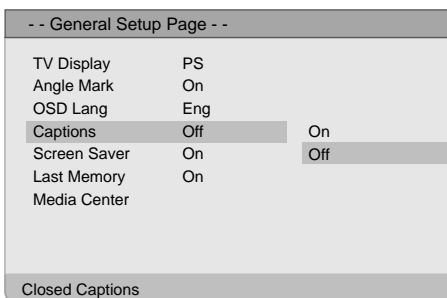 - - General Setup Page - -
TV Display PS
Angle Mark On
OSD Lang Eng
Captions Off On
Screen Saver On Off
Last Memory On
Media Center
Closed Captions